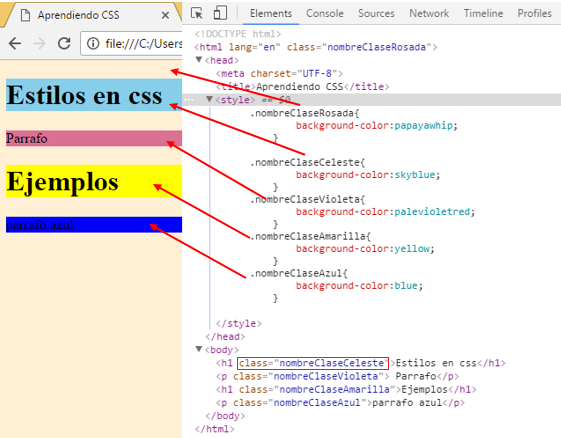 Aprendiendo CSS
file:///C:/Users
Estilos en css
Parrafo
Ejemplos
parrafo azul
Elements Console Sources Network Timeline Profiles
<!DOCTYPE html>
<html lang="en" class="nombreClaseRosada">
<head>
<meta charset="UTF-8">
<title>Aprendiendo CSS</title>
<style> == $0
.nombreClaseRosada{
background-color:papayawhip;
}
.nombreClaseCeleste{
background-color:skyblue;
}
.nombreClaseVioleta{
background-color:palevioletred;
}
.nombreClaseAmarilla{
background-color:yellow;
}
.nombreClaseAzul{
background-color:blue;
}
</style>
</head>
<body>
<h1 class="nombreClaseCeleste">Estilos en css</h1>
<p class="nombreClaseVioleta"> Parrafo</p>
<h1 class="nombreClaseAmarilla">Ejemplos</h1>
<p class="nombreClaseAzul">parrafo azul</p>
</body>
</html>